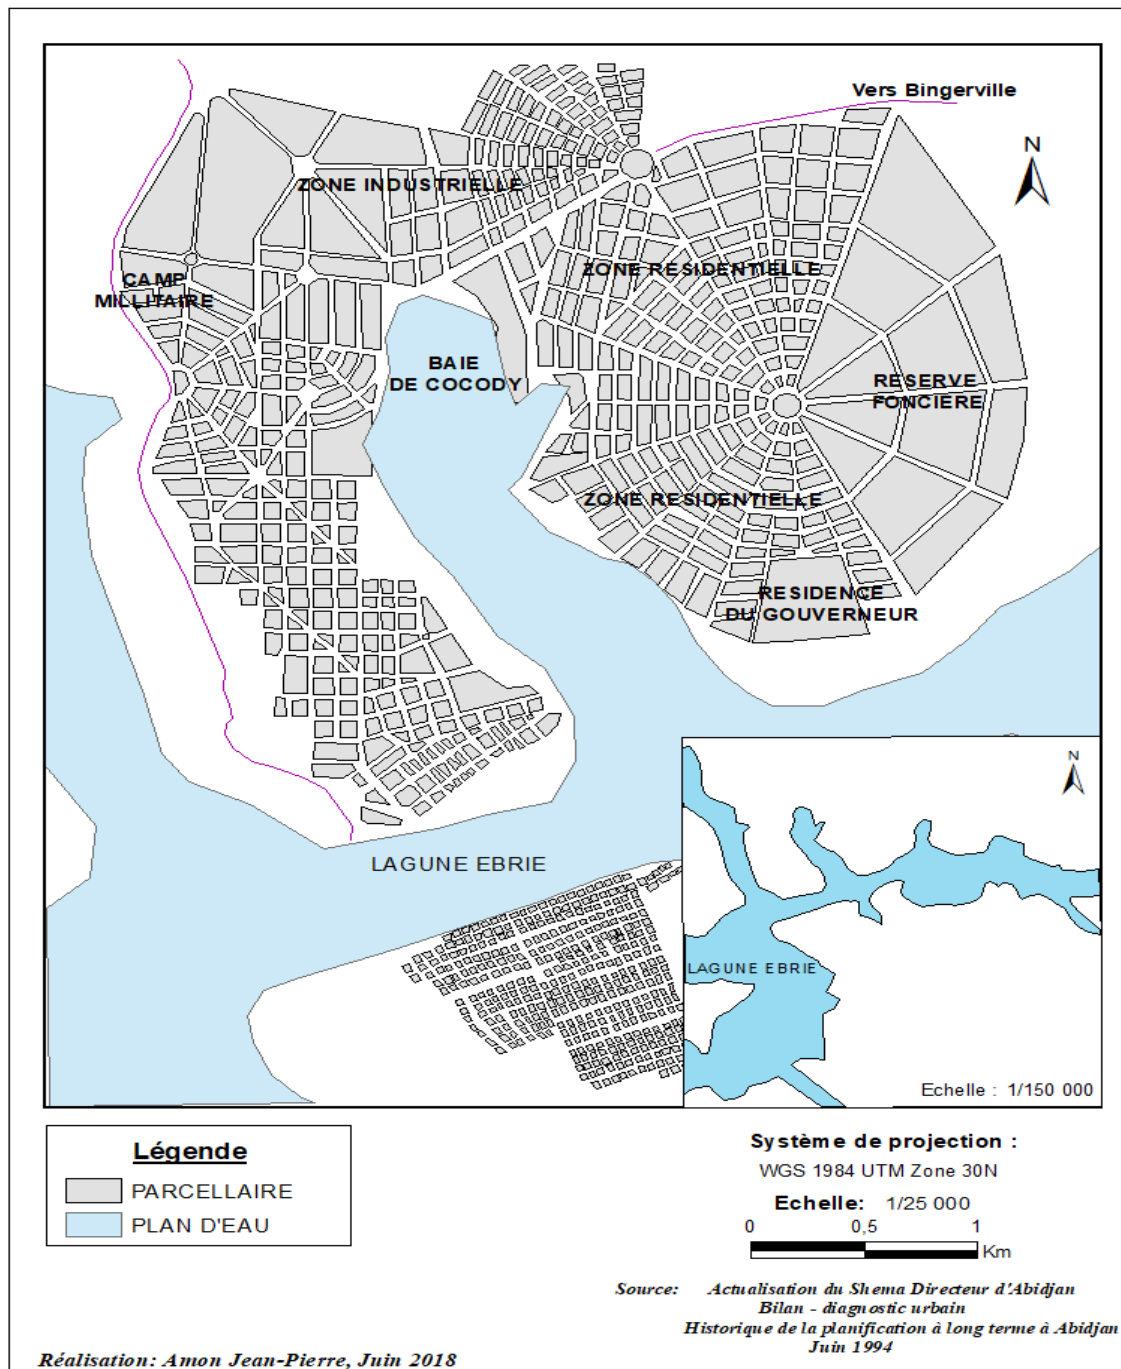 Vers Bingerville
N
ZONE INDUSTRIELLE
ZONE RESIDENTIELLE
CAMP
MILLITAIRE
BAIE
DE COCODY
RESERVE
FONCIERE
ZONE RESIDENTIELLE
RESIDENCE
DU GOUVERNEUR
LAGUNE EBRIE
N
LAGUNE EBRIE
Echelle : 1/150 000
Légende
PARCELLAIRE
PLAN D'EAU
Système de projection :
WGS 1984 UTM Zone 30N
Echelle: 1/25 000
0 0,5 1
Km
Source: Actualisation du Shema Directeur d'Abidjan
Bilan - diagnostic urbain
Historique de la planification à long terme à Abidjan
Juin 1994
Réalisation: Amon Jean-Pierre, Juin 2018